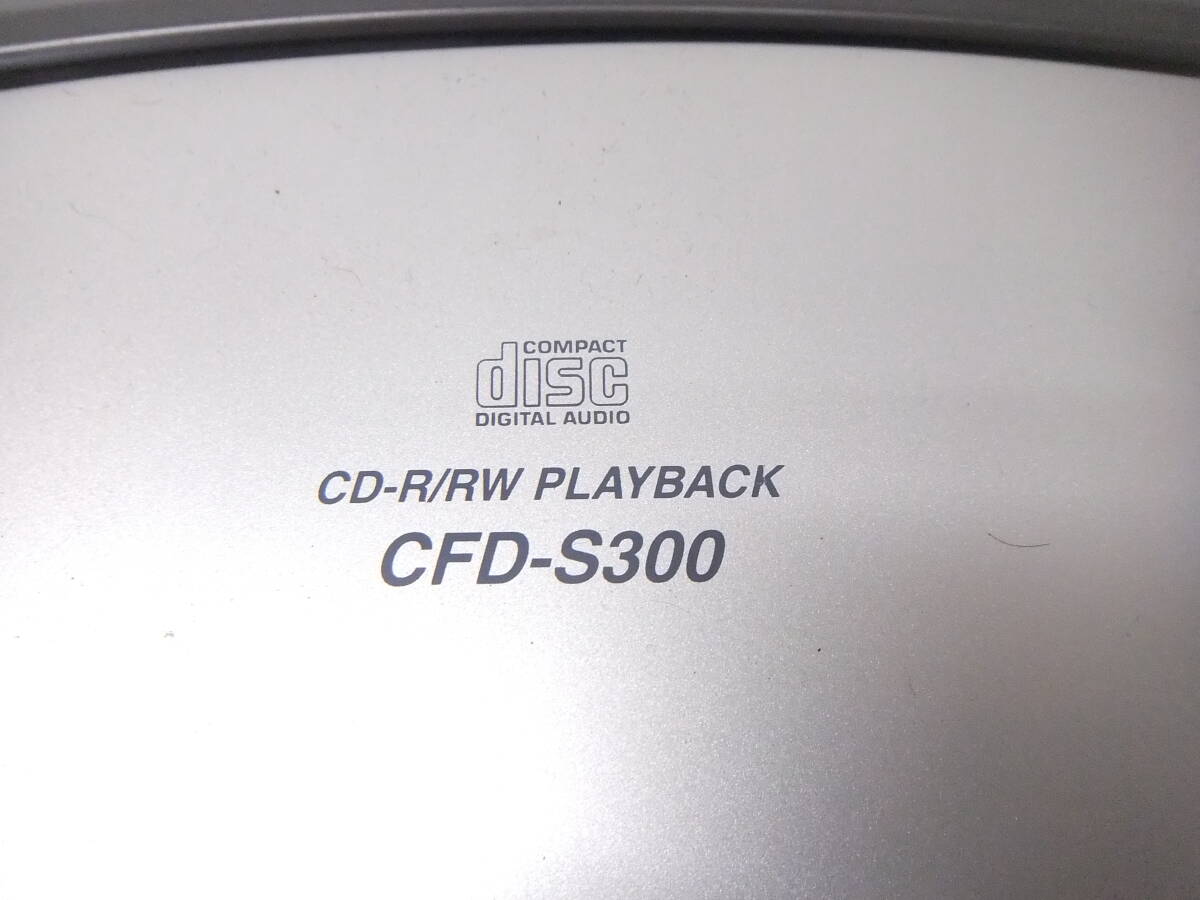 COMPACT
disc
DIGITAL AUDIO
CD-R/RW PLAYBACK
CFD-S300